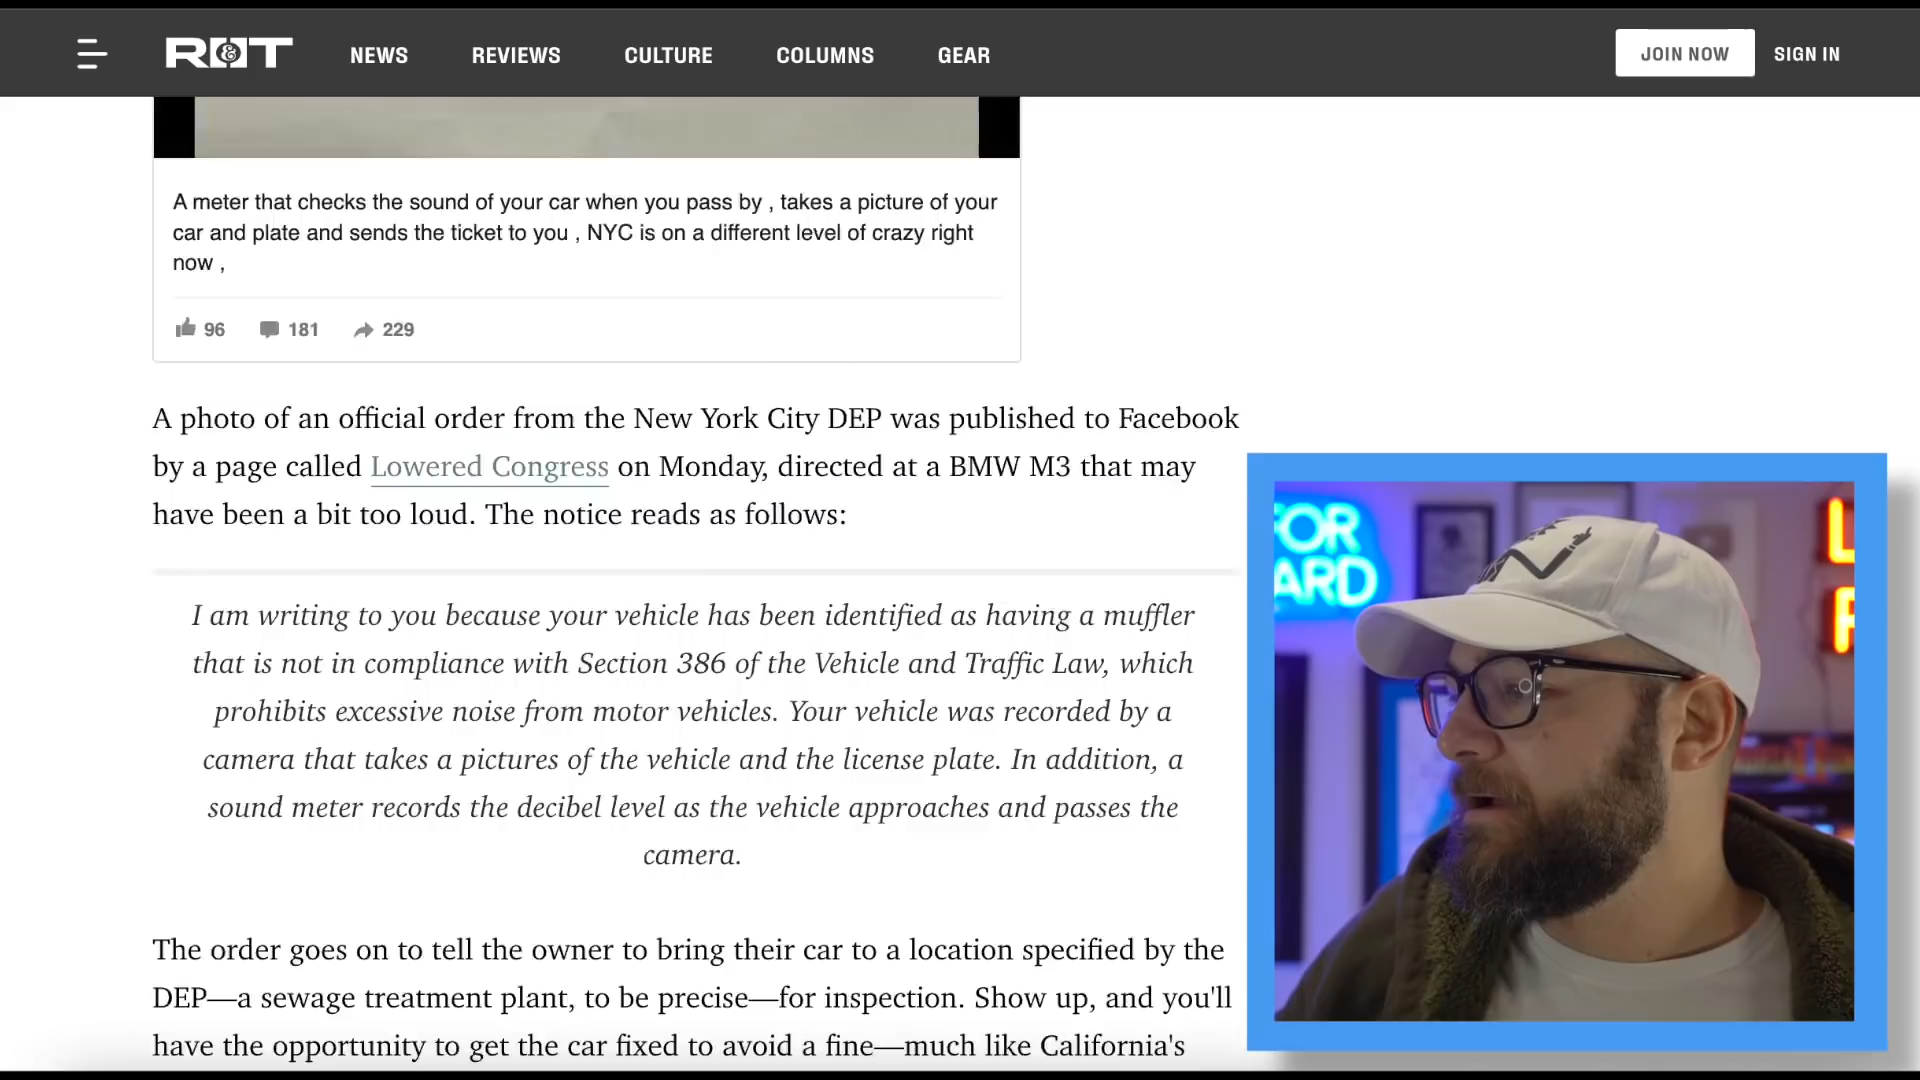 R&T NEWS REVIEWS CULTURE COLUMNS GEAR JOIN NOW SIGN IN
A meter that checks the sound of your car when you pass by , takes a picture of your
car and plate and sends the ticket to you , NYC is on a different level of crazy right
now ,
96 181 229
A photo of an official order from the New York City DEP was published to Facebook
by a page called Lowered Congress on Monday, directed at a BMW M3 that may
have been a bit too loud. The notice reads as follows:
I am writing to you because your vehicle has been identified as having a muffler
that is not in compliance with Section 386 of the Vehicle and Traffic Law, which
prohibits excessive noise from motor vehicles. Your vehicle was recorded by a
camera that takes a pictures of the vehicle and the license plate. In addition, a
sound meter records the decibel level as the vehicle approaches and passes the
camera.
The order goes on to tell the owner to bring their car to a location specified by the
DEP—a sewage treatment plant, to be precise—for inspection. Show up, and you'll
have the opportunity to get the car fixed to avoid a fine—much like California's
FOR
ARD
L
F